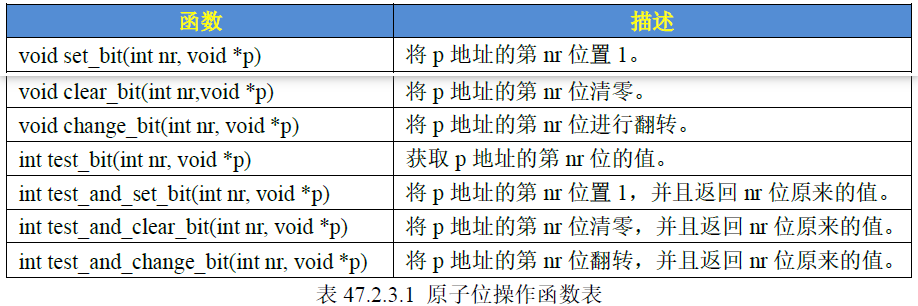 函数 描述
void set_bit(int nr, void *p) 将 p 地址的第 nr 位置 1。
void clear_bit(int nr,void *p) 将 p 地址的第 nr 位清零。
void change_bit(int nr, void *p) 将 p 地址的第 nr 位进行翻转。
int test_bit(int nr, void *p) 获取 p 地址的第 nr 位的值。
int test_and_set_bit(int nr, void *p) 将 p 地址的第 nr 位置 1，并且返回 nr 位原来的值。
int test_and_clear_bit(int nr, void *p) 将 p 地址的第 nr 位清零，并且返回 nr 位原来的值。
int test_and_change_bit(int nr, void *p) 将 p 地址的第 nr 位翻转，并且返回 nr 位原来的值。
表 47.2.3.1 原子位操作函数表